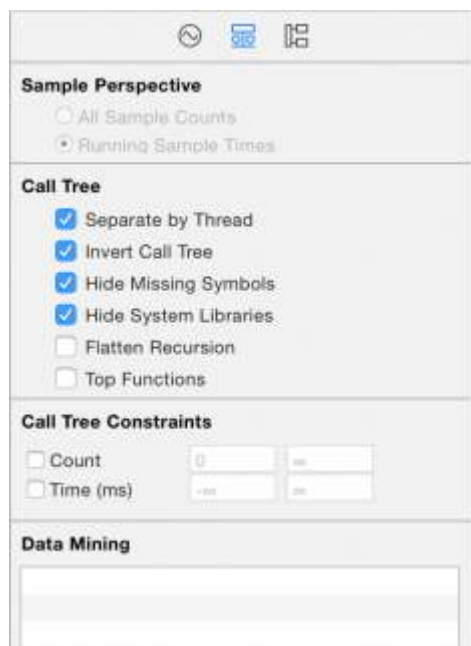 Sample Perspective
All Sample Counts
Running Sample Times
Call Tree
Separate by Thread
Invert Call Tree
Hide Missing Symbols
Hide System Libraries
Flatten Recursion
Top Functions
Call Tree Constraints
Count 0 ∞
Time (ms) -∞ ∞
Data Mining